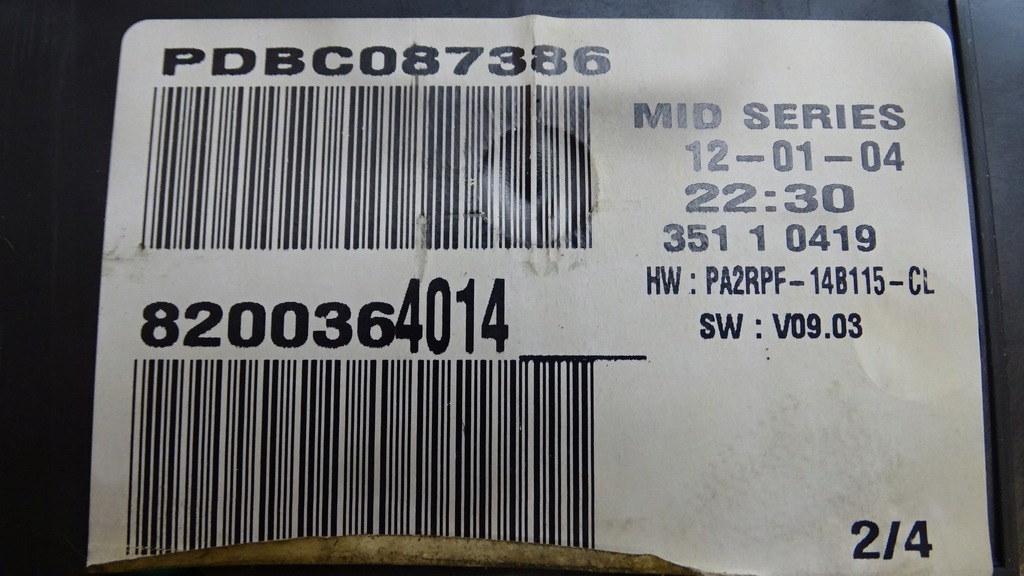 PDBC087386
MID SERIES
12-01-04
22:30
351 1 0419
HW : PA2RPF-14B115-CL
SW : V09.03
8200364014
2/4